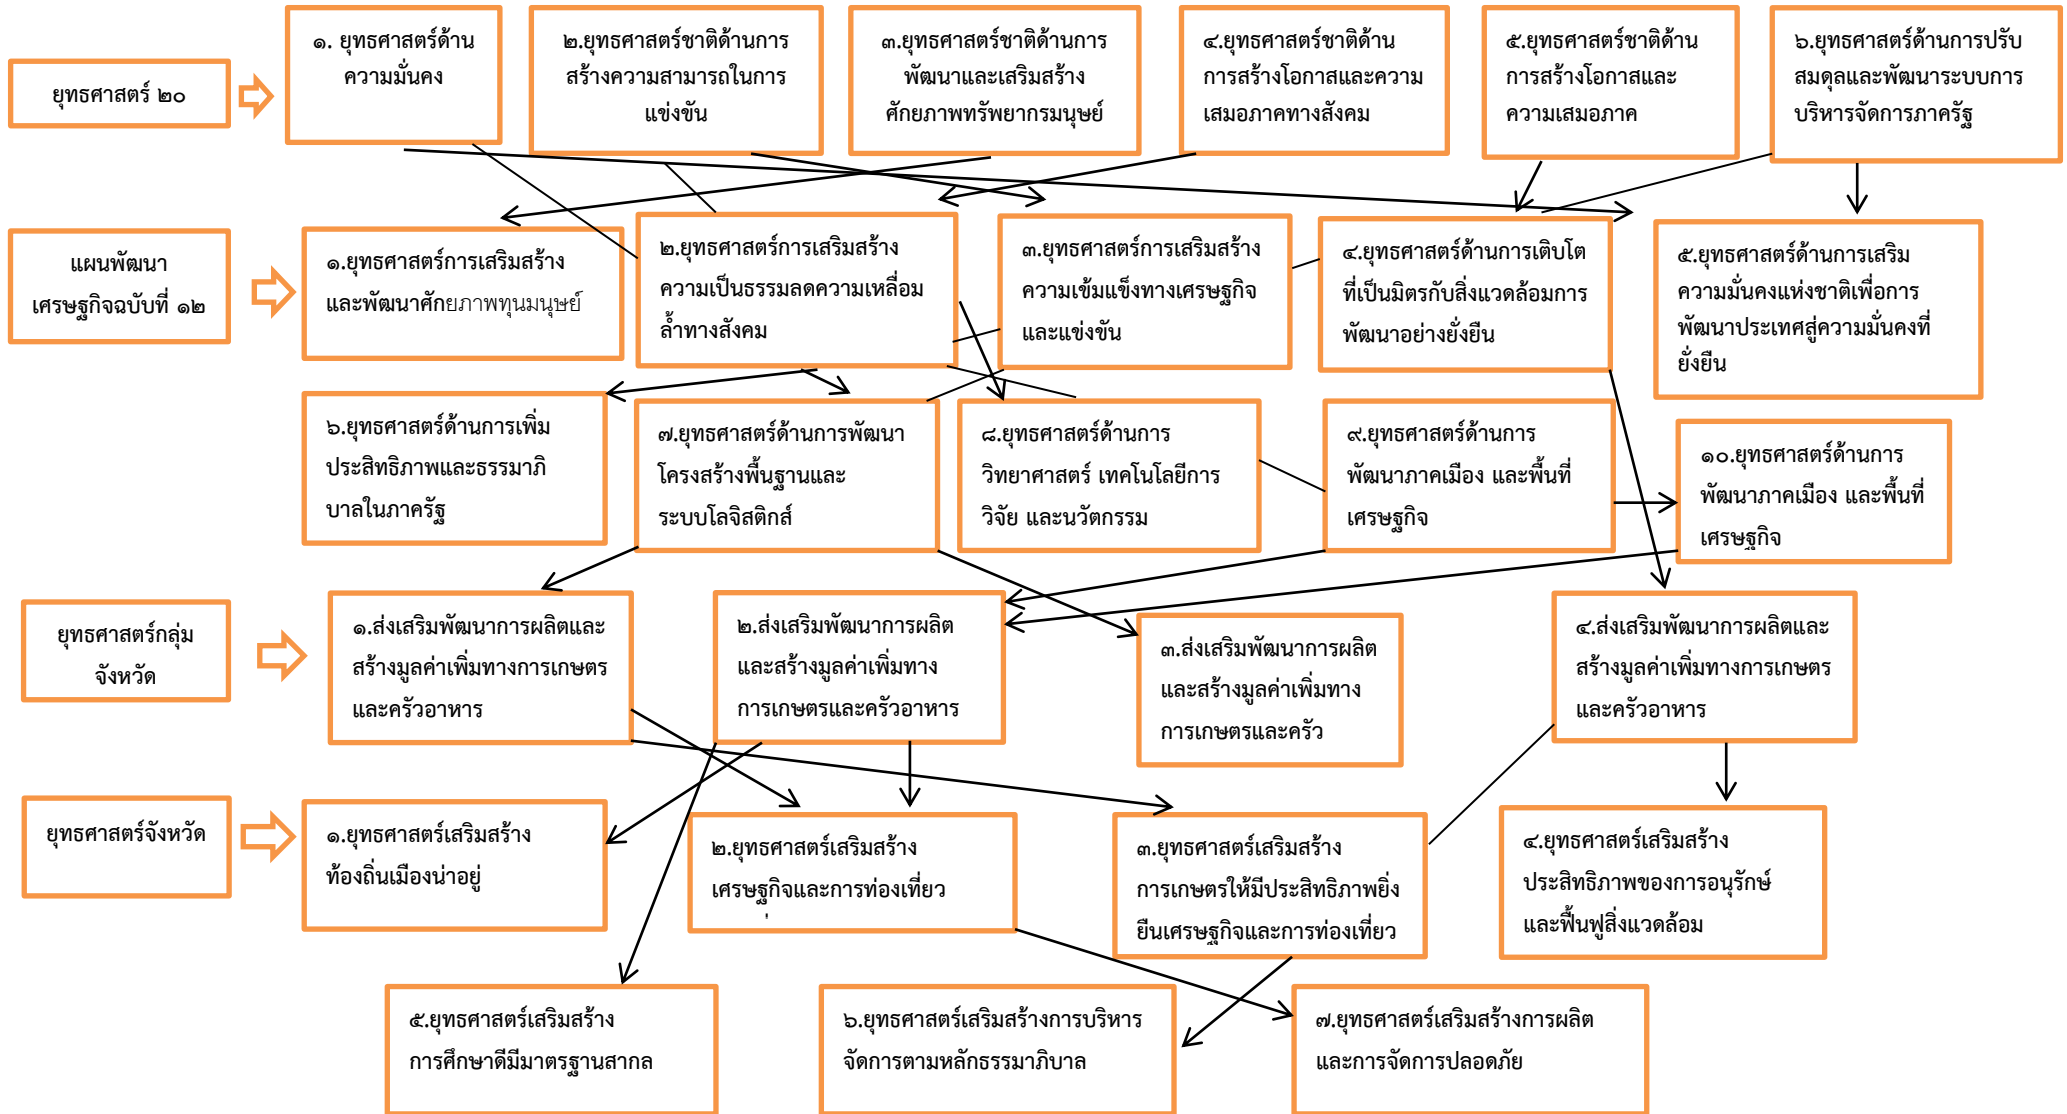 ยุทธศาสตร์ ๒๐
๑. ยุทธศาสตร์ด้าน
ความมั่นคง
๒.ยุทธศาสตร์ชาติด้านการ
สร้างความสามารถในการ
แข่งขัน
๓.ยุทธศาสตร์ชาติด้านการ
พัฒนาและเสริมสร้าง
ศักยภาพทรัพยากรมนุษย์
๔.ยุทธศาสตร์ชาติด้าน
การสร้างโอกาสและความ
เสมอภาคทางสังคม
๕.ยุทธศาสตร์ชาติด้าน
การสร้างโอกาสและ
ความเสมอภาค
๖.ยุทธศาสตร์ด้านการปรับ
สมดุลและพัฒนาระบบการ
บริหารจัดการภาครัฐ
แผนพัฒนา
เศรษฐกิจฉบับที่ ๑๒
๑.ยุทธศาสตร์การเสริมสร้าง
และพัฒนาศักยภาพทุนมนุษย์
๒.ยุทธศาสตร์การเสริมสร้าง
ความเป็นธรรมลดความเหลื่อม
ล้ำทางสังคม
๓.ยุทธศาสตร์การเสริมสร้าง
ความเข้มแข็งทางเศรษฐกิจ
และแข่งขัน
๔.ยุทธศาสตร์ด้านการเติบโต
ที่เป็นมิตรกับสิ่งแวดล้อมการ
พัฒนาอย่างยั่งยืน
๕.ยุทธศาสตร์ด้านการเสริม
ความมั่นคงแห่งชาติเพื่อการ
พัฒนาประเทศสู่ความมั่นคงที่
ยั่งยืน
๖.ยุทธศาสตร์ด้านการเพิ่ม
ประสิทธิภาพและธรรมาภิ
บาลในภาครัฐ
๗.ยุทธศาสตร์ด้านการพัฒนา
โครงสร้างพื้นฐานและ
ระบบโลจิสติกส์
๘.ยุทธศาสตร์ด้านการ
วิทยาศาสตร์ เทคโนโลยีการ
วิจัย และนวัตกรรม
๙.ยุทธศาสตร์ด้านการ
พัฒนาภาคเมือง และพื้นที่
เศรษฐกิจ
๑๐.ยุทธศาสตร์ด้านการ
พัฒนาภาคเมือง และพื้นที่
เศรษฐกิจ
ยุทธศาสตร์กลุ่ม
จังหวัด
๑.ส่งเสริมพัฒนาการผลิตและ
สร้างมูลค่าเพิ่มทางการเกษตร
และครัวอาหาร
๒.ส่งเสริมพัฒนาการผลิต
และสร้างมูลค่าเพิ่มทาง
การเกษตรและครัวอาหาร
๓.ส่งเสริมพัฒนาการผลิต
และสร้างมูลค่าเพิ่มทาง
การเกษตรและครัว
๔.ส่งเสริมพัฒนาการผลิตและ
สร้างมูลค่าเพิ่มทางการเกษตร
และครัวอาหาร
ยุทธศาสตร์จังหวัด
๑.ยุทธศาสตร์เสริมสร้าง
ท้องถิ่นเมืองน่าอยู่
๒.ยุทธศาสตร์เสริมสร้าง
เศรษฐกิจและการท่องเที่ยว
๓.ยุทธศาสตร์เสริมสร้าง
การเกษตรให้มีประสิทธิภาพยิ่ง
ยืนเศรษฐกิจและการท่องเที่ยว
๔.ยุทธศาสตร์เสริมสร้าง
ประสิทธิภาพของการอนุรักษ์
และฟื้นฟูสิ่งแวดล้อม
๕.ยุทธศาสตร์เสริมสร้าง
การศึกษาดีมีมาตรฐานสากล
๖.ยุทธศาสตร์เสริมสร้างการบริหาร
จัดการตามหลักธรรมาภิบาล
๗.ยุทธศาสตร์เสริมสร้างการผลิต
และการจัดการปลอดภัย